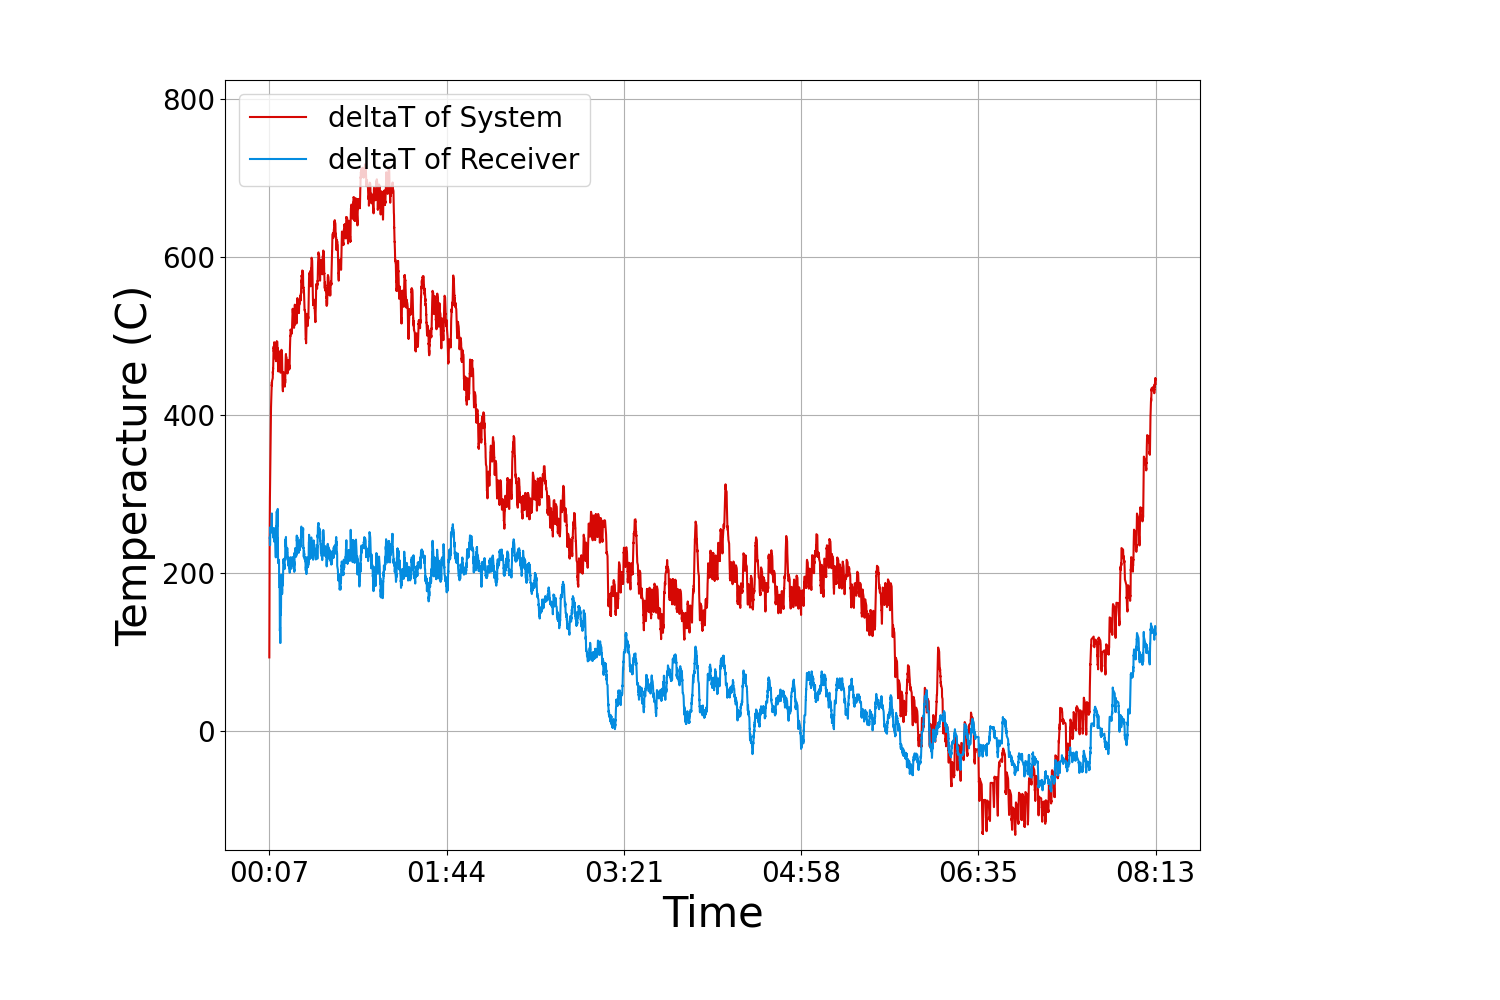 800
600
400
200
0
deltaT of System
deltaT of Receiver
Temperacture (C)
00:07 01:44 03:21 04:58 06:35 08:13
Time